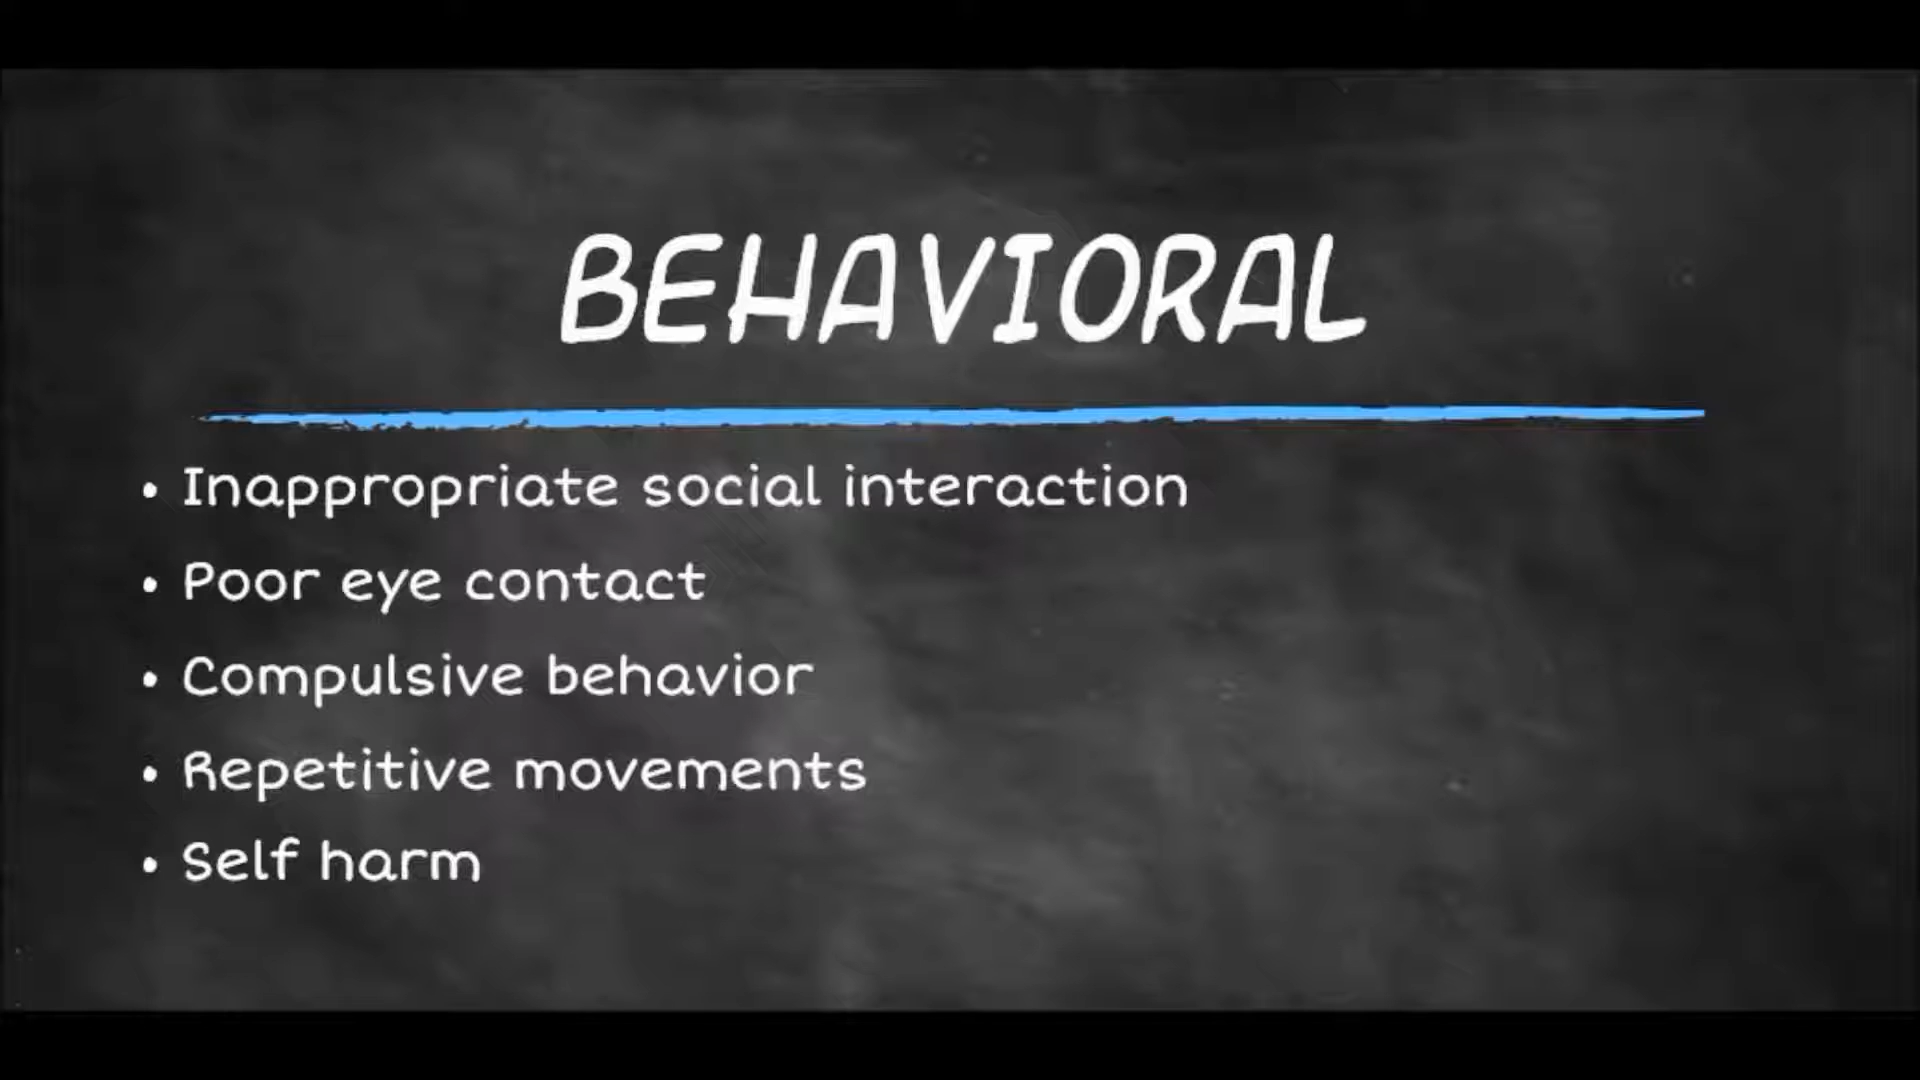 BEHAVIORAL
• Inappropriate social interaction
• Poor eye contact
• Compulsive behavior
• Repetitive movements
• Self harm